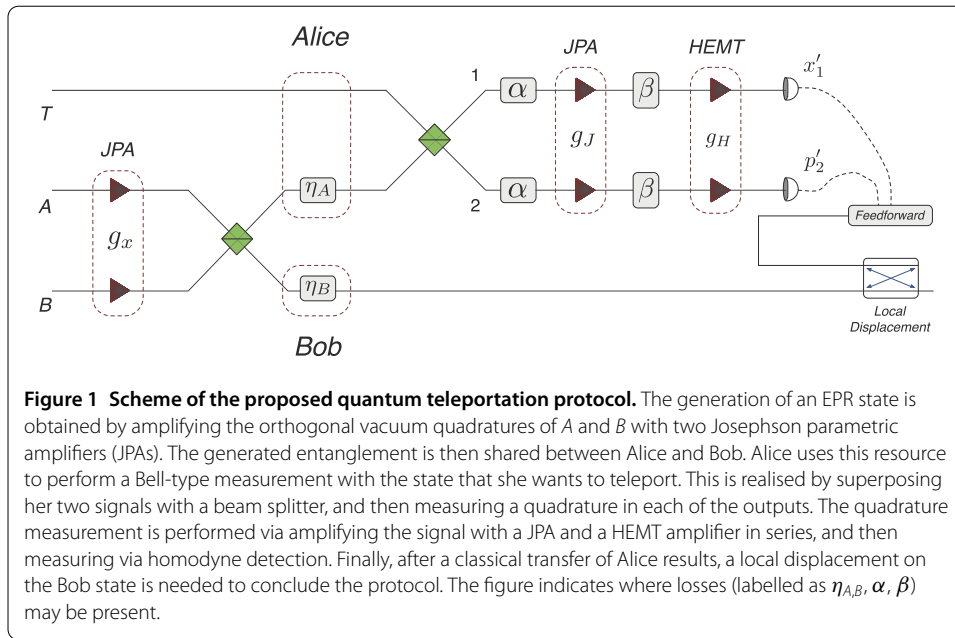 Alice
JPA
HEMT
T
1
α
β
x′₁
JPA
g_J
g_H
A
η_A
2
α
β
p′₂
g_x
Feedforward
B
η_B
Local
Displacement
Bob
Figure 1 Scheme of the proposed quantum teleportation protocol. The generation of an EPR state is
obtained by amplifying the orthogonal vacuum quadratures of A and B with two Josephson parametric
amplifiers (JPAs). The generated entanglement is then shared between Alice and Bob. Alice uses this resource
to perform a Bell-type measurement with the state that she wants to teleport. This is realised by superposing
her two signals with a beam splitter, and then measuring a quadrature in each of the outputs. The quadrature
measurement is performed via amplifying the signal with a JPA and a HEMT amplifier in series, and then
measuring via homodyne detection. Finally, after a classical transfer of Alice results, a local displacement on
the Bob state is needed to conclude the protocol. The figure indicates where losses (labelled as η_A,B, α, β)
may be present.